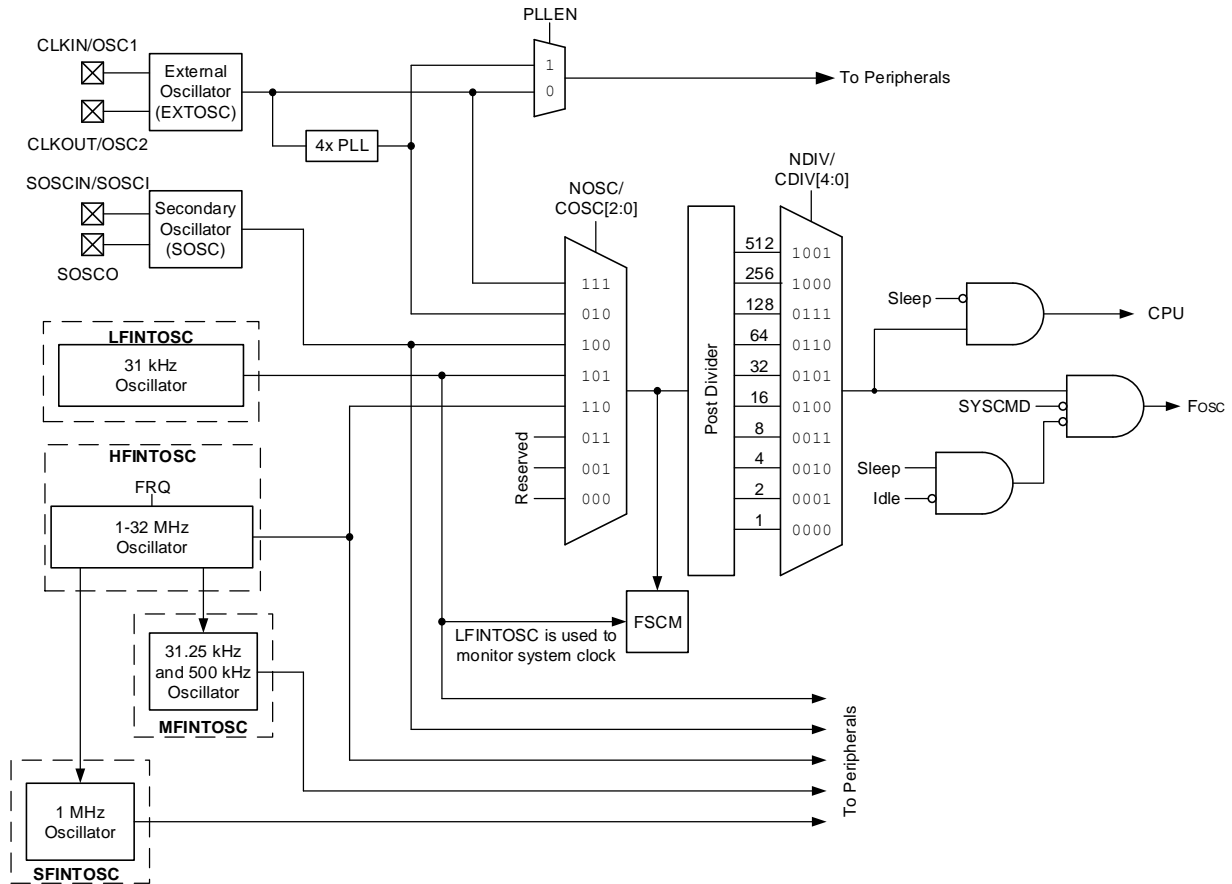 PLLEN
CLKIN/OSC1
External
Oscillator
(EXTOSC)
1
0
To Peripherals
CLKOUT/OSC2
4x PLL
SOSCIN/SOSCI
Secondary
Oscillator
(SOSC)
SOSCO
NOSC/
COSC[2:0]
NDIV/
CDIV[4:0]
LFINTOSC
31 kHz
Oscillator
HFINTOSC
FRQ
1-32 MHz
Oscillator
111
010
100
101
110
011
001
000
Reserved
Post Divider
512
256
128
64
32
16
8
4
2
1
1001
1000
0111
0110
0101
0100
0011
0010
0001
0000
Sleep
CPU
SYSCMD
FOSC
Sleep
Idle
FSCM
LFINTOSC is used to
monitor system clock
31.25 kHz
and 500 kHz
Oscillator
MFINTOSC
To Peripherals
1 MHz
Oscillator
SFINTOSC